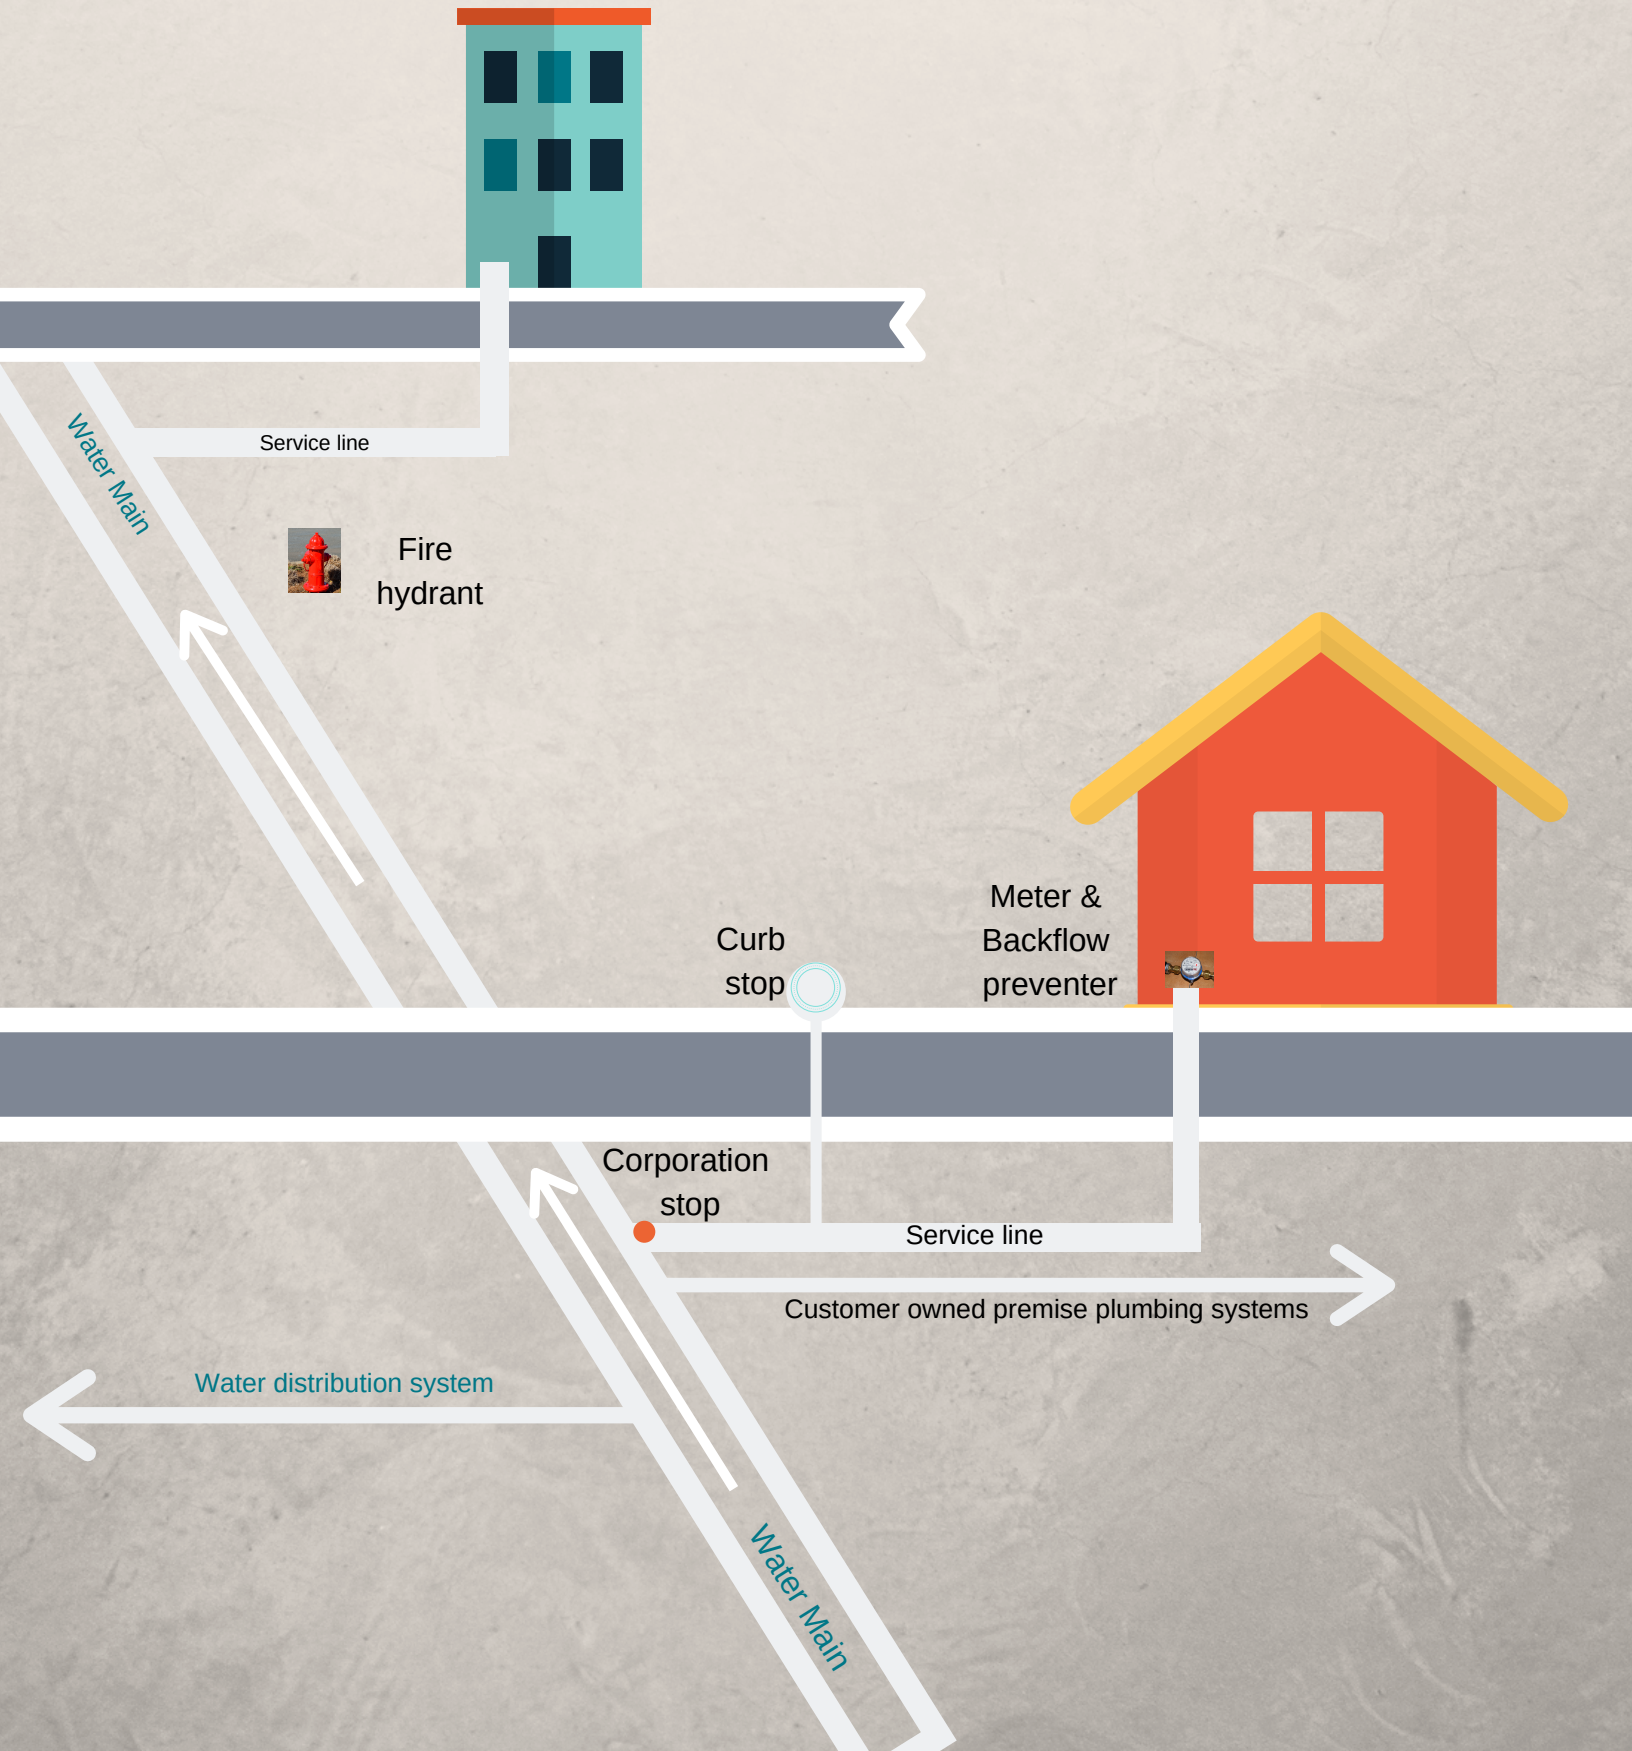 Service line
Water Main
Fire
hydrant
Meter &
Backflow
preventer
Curb
stop
Corporation
stop
Service line
Customer owned premise plumbing systems
Water distribution system
Water Main